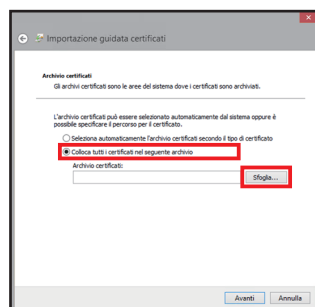 Importazione guidata certificati
Archivio certificati
Gli archivi certificati sono le aree del sistema dove i certificati sono archiviati.
L'archivio certificati può essere selezionato automaticamente dal sistema oppure è
possibile specificare il percorso per il certificato.
Seleziona automaticamente l'archivio certificati secondo il tipo di certificato
Colloca tutti i certificati nel seguente archivio
Archivio certificati:
Sfoglia...
Avanti Annulla